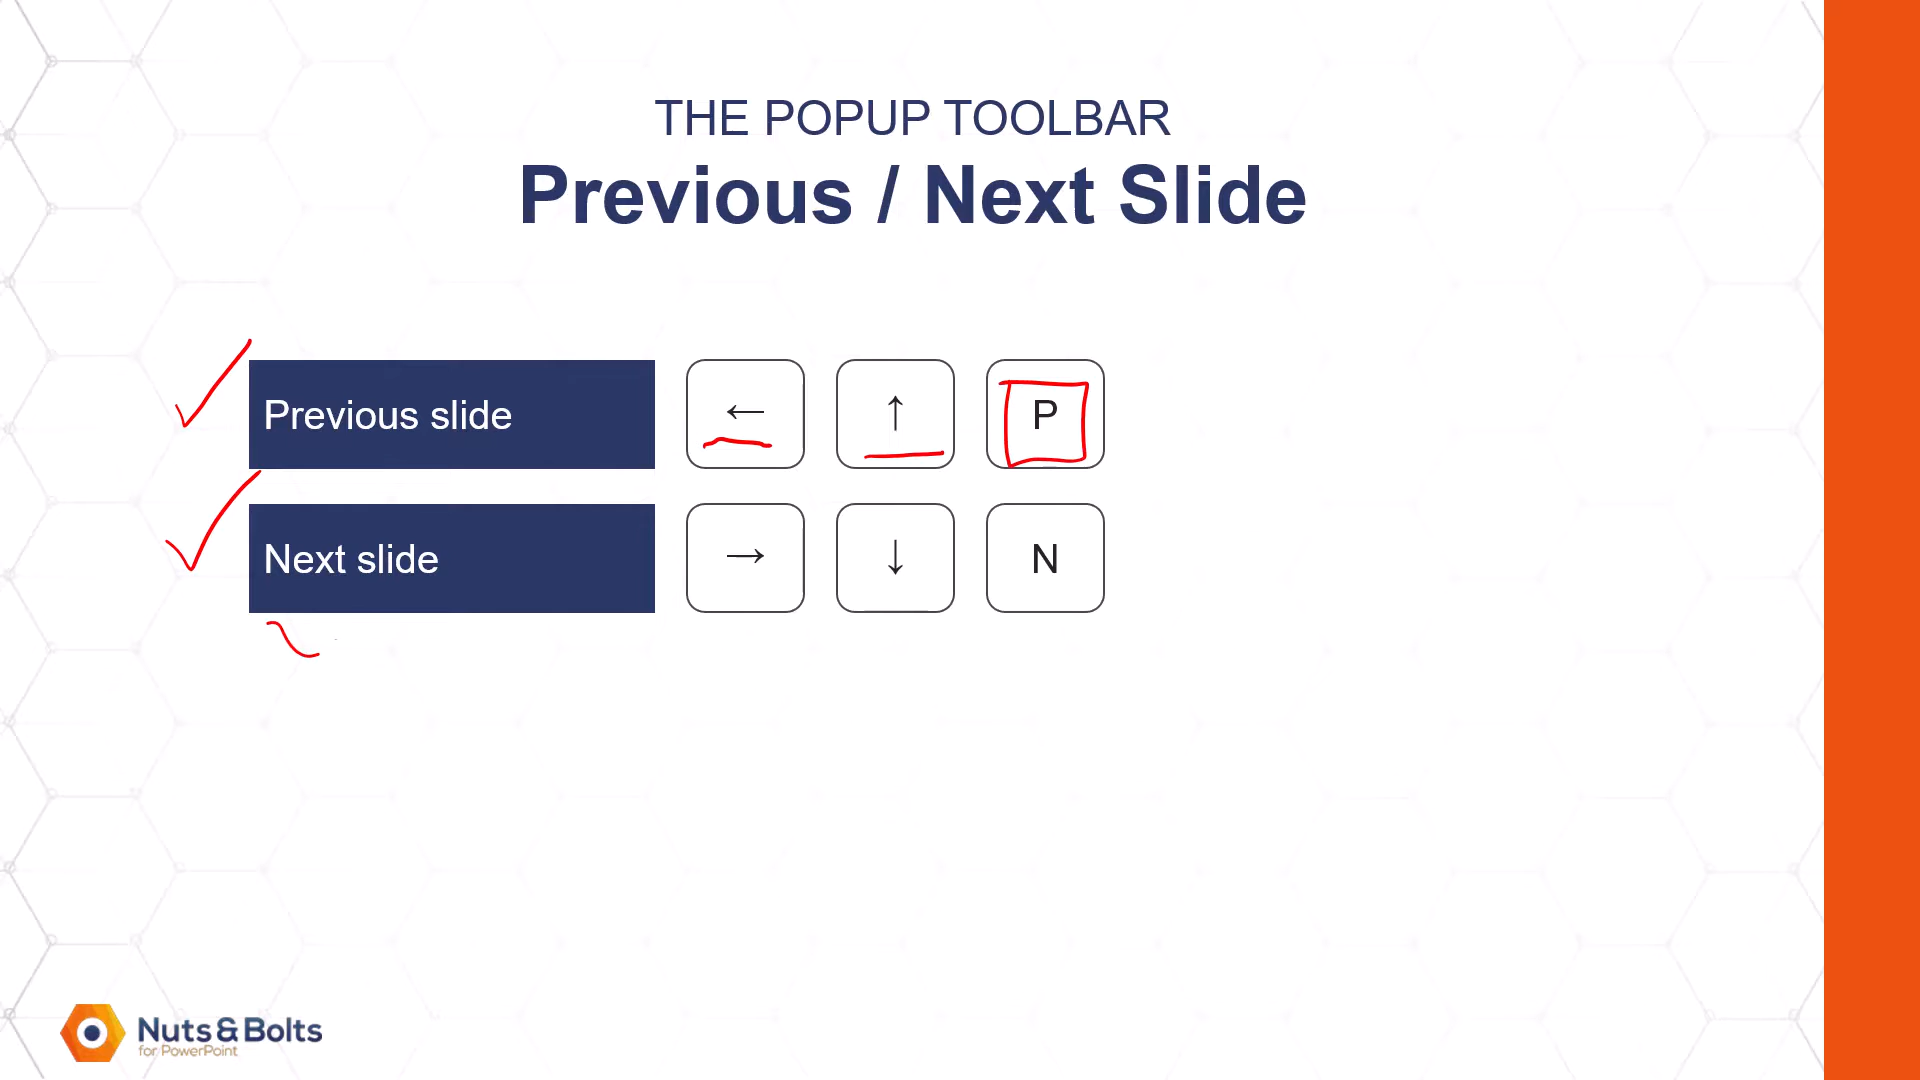 THE POPUP TOOLBAR
Previous / Next Slide
Previous slide ← ↑ P
Next slide → ↓ N
Nuts&Bolts
for PowerPoint